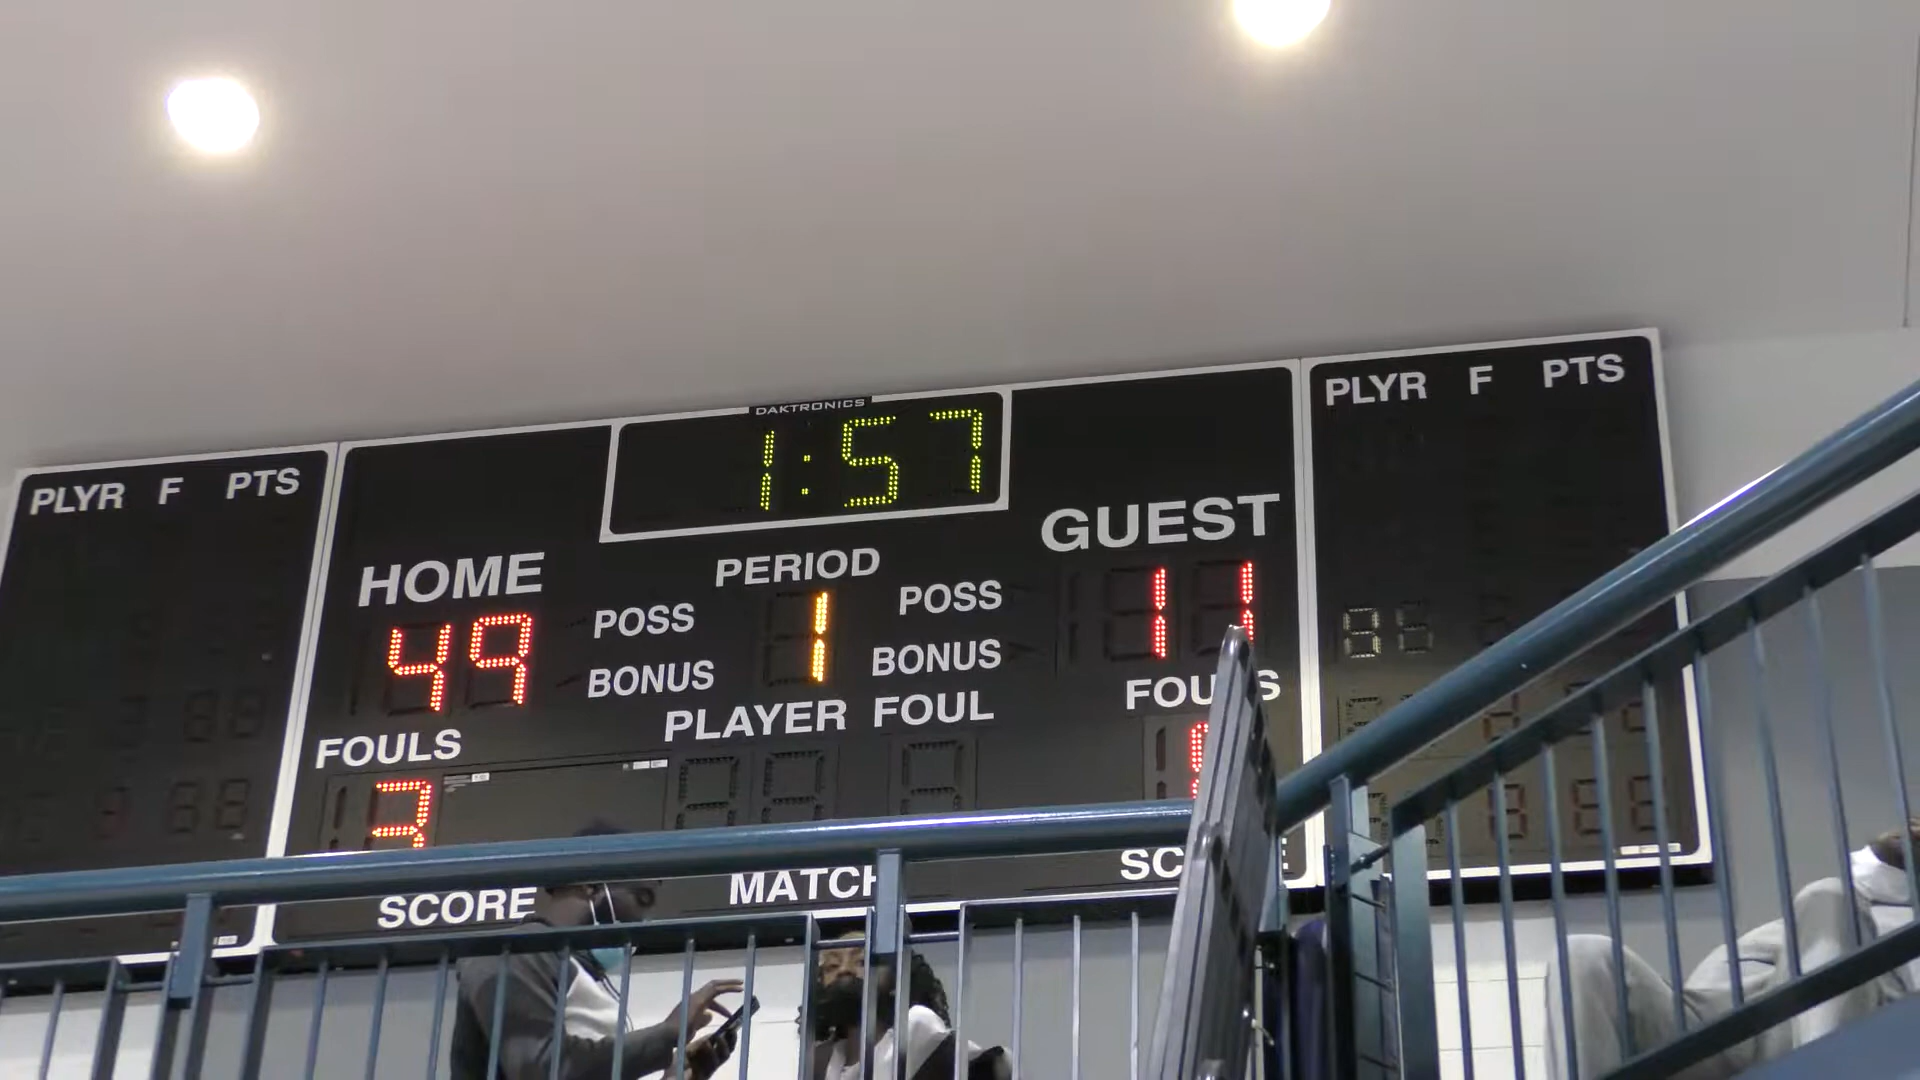 DAKTRONICS
1:57
PLYR F PTS
PLYR F PTS
HOME
PERIOD
GUEST
49
POSS
1
POSS
11
BONUS
BONUS
FOULS
PLAYER FOUL
FOULS
3
SCORE
MATCH